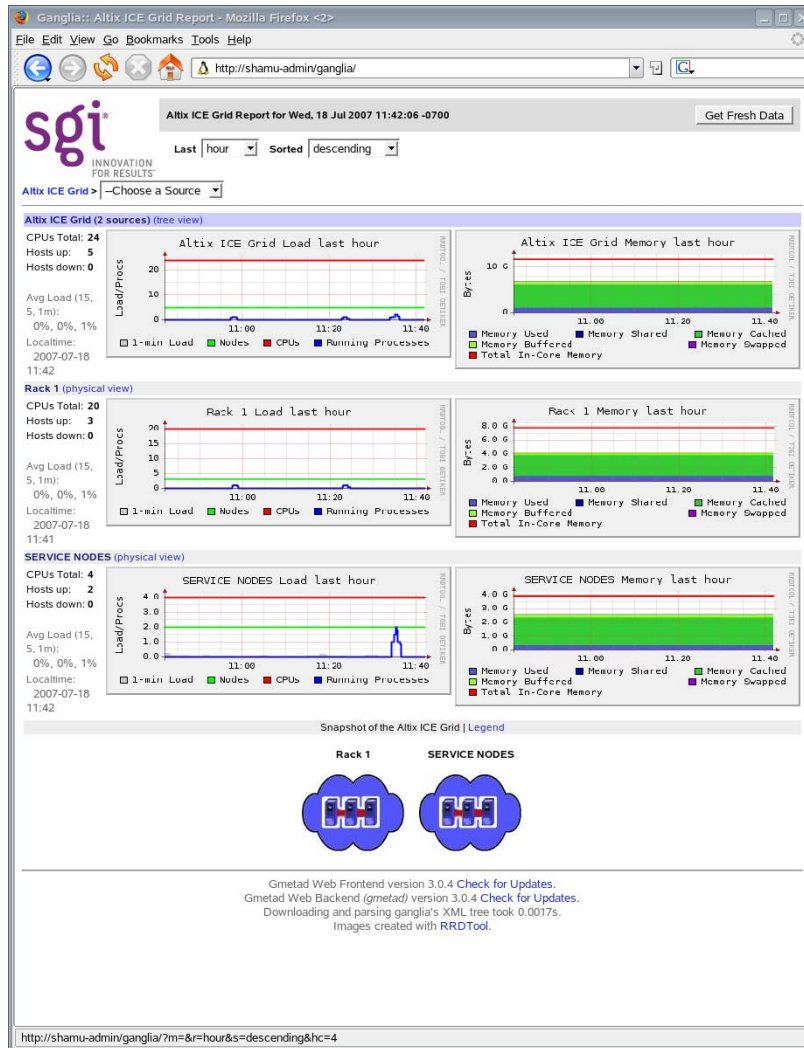 Ganglia:: Altix ICE Grid Report - Mozilla Firefox <2>
File Edit View Go Bookmarks Tools Help
http://shamu-admin/ganglia/
G
sgi
INNOVATION
FOR RESULTS
Altix ICE Grid Report for Wed, 18 Jul 2007 11:42:06 -0700
Get Fresh Data
Last hour Sorted descending
Altix ICE Grid > --Choose a Source
Altix ICE Grid (2 sources) (tree view)
CPUs Total: 24
Hosts up: 5
Hosts down: 0
Avg Load (15,
5, 1m):
0%, 0%, 1%
Localtime:
2007-07-18
11:42
Altix ICE Grid Load last hour
Load/Procs
20
10
0
11:00 11:20 11:40
1-min Load Nodes CPUs Running Processes
RRDTOOL / TOBI OETIKER
Altix ICE Grid Memory last hour
Bytes
10 G
0
11:00 11:20 11:40
Memory Used Memory Shared Memory Cached
Memory Buffered Memory Swapped
Total In-Core Memory
RRDTOOL / TOBI OETIKER
Rack 1 (physical view)
CPUs Total: 20
Hosts up: 3
Hosts down: 0
Avg Load (15,
5, 1m):
0%, 0%, 1%
Localtime:
2007-07-18
11:41
Rack 1 Load last hour
Load/Procs
20
15
10
5
0
11:00 11:20 11:40
1-min Load Nodes CPUs Running Processes
RRDTOOL / TOBI OETIKER
Rack 1 Memory last hour
Bytes
8.0 G
6.0 G
4.0 G
2.0 G
0.0
11:00 11:20 11:40
Memory Used Memory Shared Memory Cached
Memory Buffered Memory Swapped
Total In-Core Memory
RRDTOOL / TOBI OETIKER
SERVICE NODES (physical view)
CPUs Total: 4
Hosts up: 2
Hosts down: 0
Avg Load (15,
5, 1m):
0%, 0%, 1%
Localtime:
2007-07-18
11:42
SERVICE NODES Load last hour
Load/Procs
4.0
3.0
2.0
1.0
0.0
11:00 11:20 11:40
1-min Load Nodes CPUs Running Processes
RRDTOOL / TOBI OETIKER
SERVICE NODES Memory last hour
Bytes
4.0 G
3.0 G
2.0 G
1.0 G
0.0
11:00 11:20 11:40
Memory Used Memory Shared Memory Cached
Memory Buffered Memory Swapped
Total In-Core Memory
RRDTOOL / TOBI OETIKER
Snapshot of the Altix ICE Grid | Legend
Rack 1 SERVICE NODES
Gmetad Web Frontend version 3.0.4 Check for Updates.
Gmetad Web Backend (gmetad) version 3.0.4 Check for Updates.
Downloading and parsing ganglia's XML tree took 0.0017s.
Images created with RRDTool.
http://shamu-admin/ganglia/?m=&r=hour&s=descending&hc=4